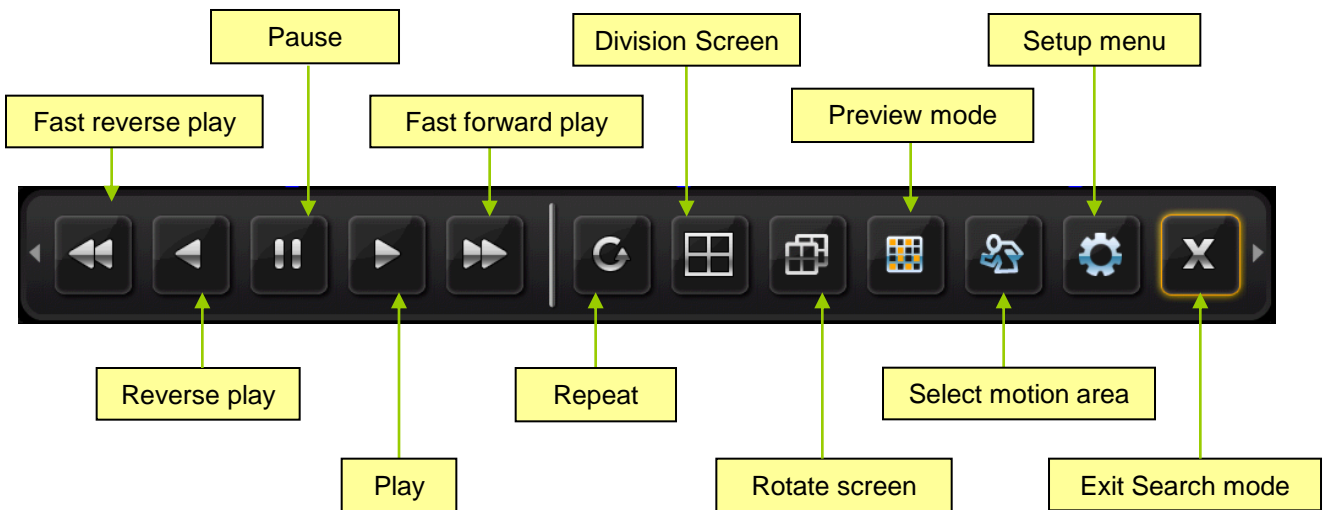 Pause
Division Screen
Setup menu
Fast reverse play
Fast forward play
Preview mode
X
Reverse play
Repeat
Select motion area
Play
Rotate screen
Exit Search mode